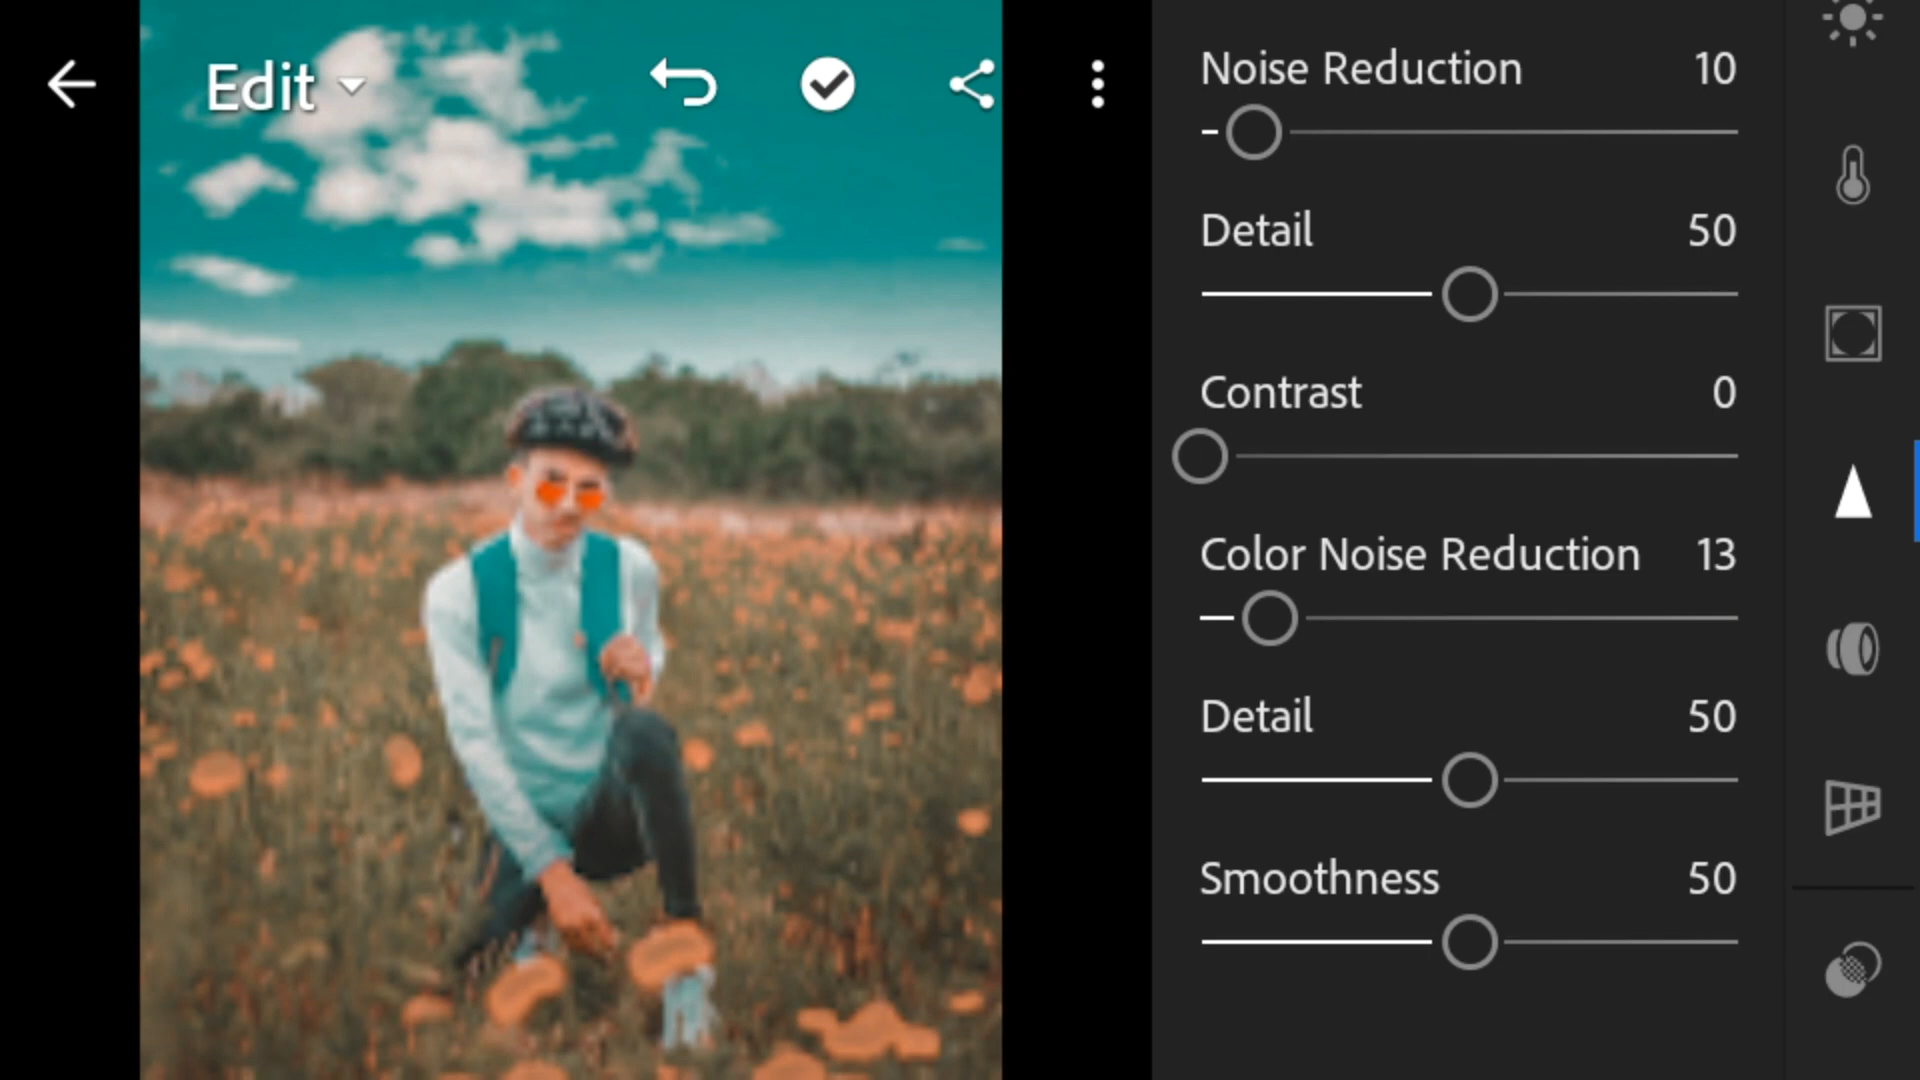 Edit
Noise Reduction 10
Detail 50
Contrast 0
Color Noise Reduction 13
Detail 50
Smoothness 50